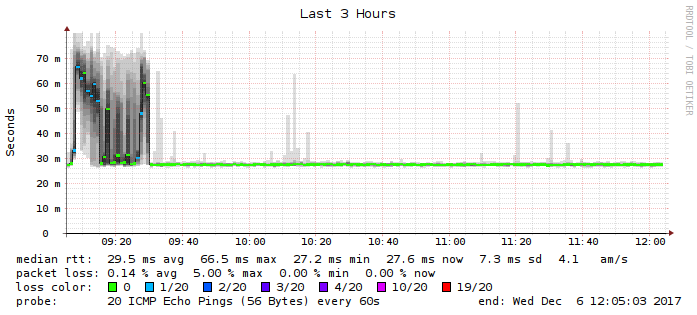 Last 3 Hours
RRDTOOL / TOBI OETIKER
Seconds
70 m
60 m
50 m
40 m
30 m
20 m
10 m
0
09:20 09:40 10:00 10:20 10:40 11:00 11:20 11:40 12:00
median rtt: 29.5 ms avg 66.5 ms max 27.2 ms min 27.6 ms now 7.3 ms sd 4.1 am/s
packet loss: 0.14 % avg 5.00 % max 0.00 % min 0.00 % now
loss color: 0 1/20 2/20 3/20 4/20 10/20 19/20
probe: 20 ICMP Echo Pings (56 Bytes) every 60s end: Wed Dec 6 12:05:03 2017